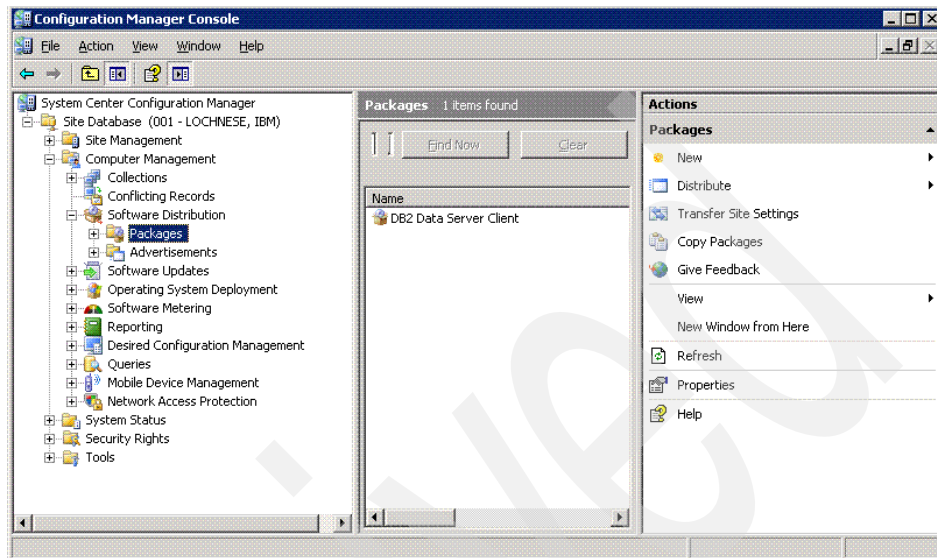 Configuration Manager Console
File Action View Window Help
System Center Configuration Manager
Site Database (001 - LOCHNESE, IBM)
Site Management
Computer Management
Collections
Conflicting Records
Software Distribution
Packages
Advertisements
Software Updates
Operating System Deployment
Software Metering
Reporting
Desired Configuration Management
Queries
Mobile Device Management
Network Access Protection
System Status
Security Rights
Tools
Packages 1 items found
Find Now Clear
Name
DB2 Data Server Client
Actions
Packages
New
Distribute
Transfer Site Settings
Copy Packages
Give Feedback
View
New Window from Here
Refresh
Properties
Help